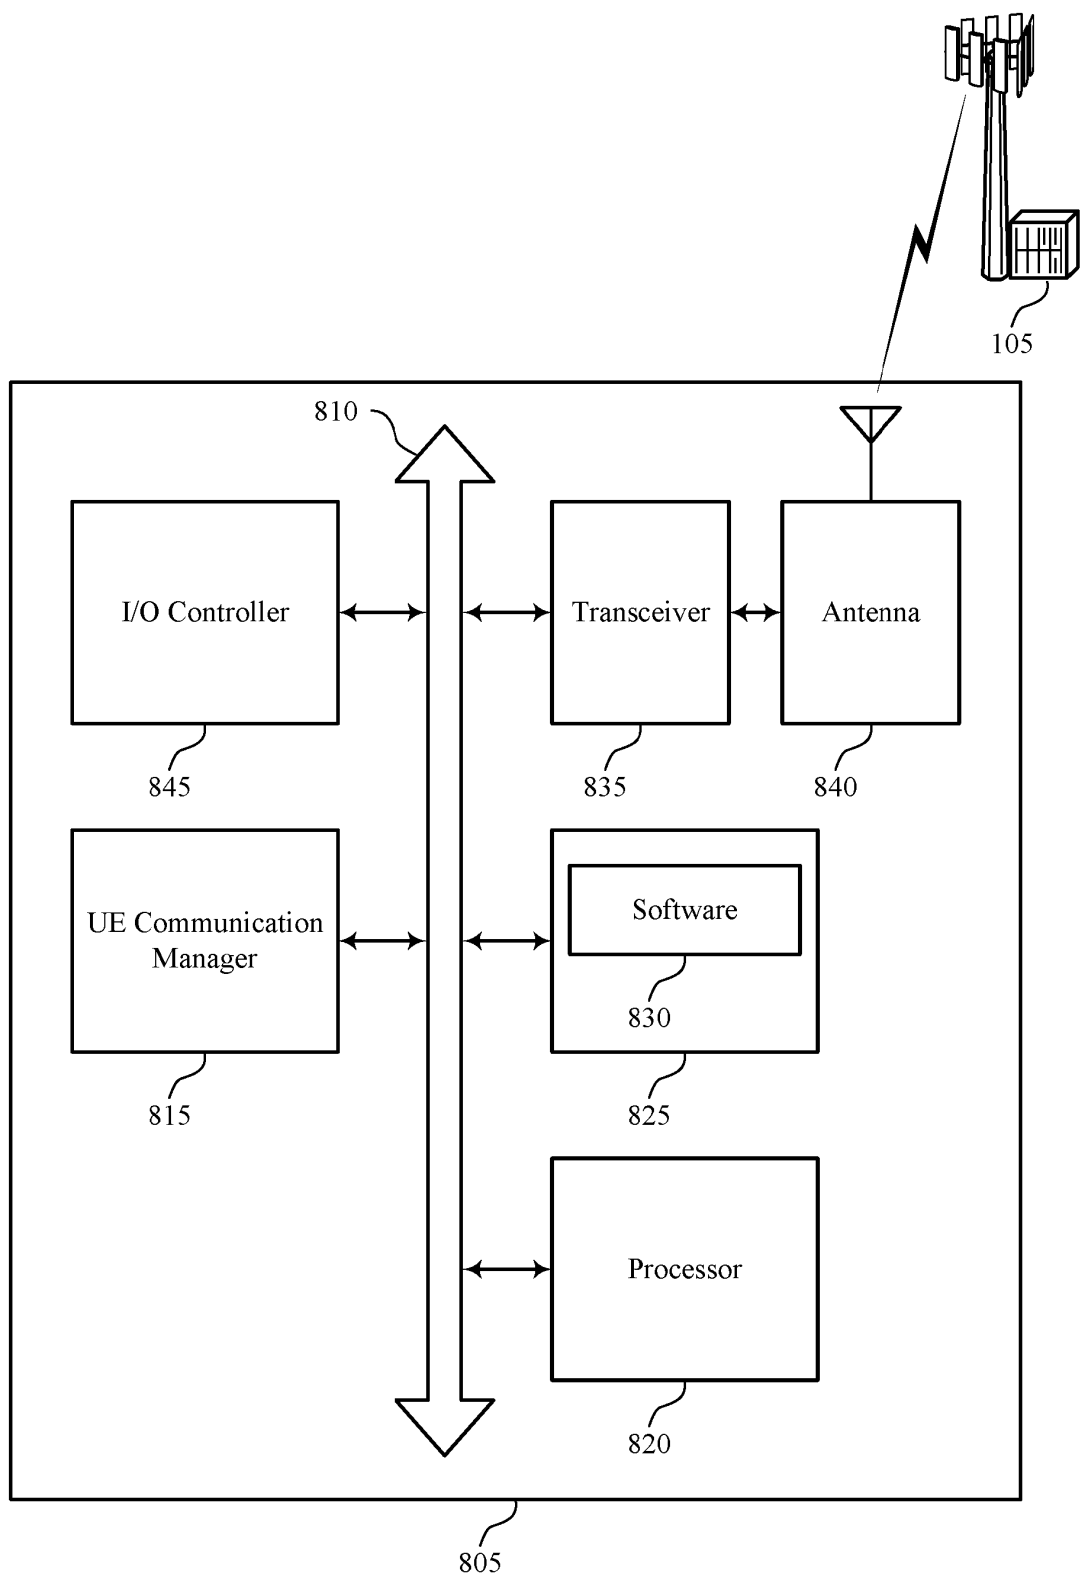 105
810
I/O Controller
Transceiver
Antenna
845
835
840
UE Communication
Manager
Software
830
815
825
Processor
820
805